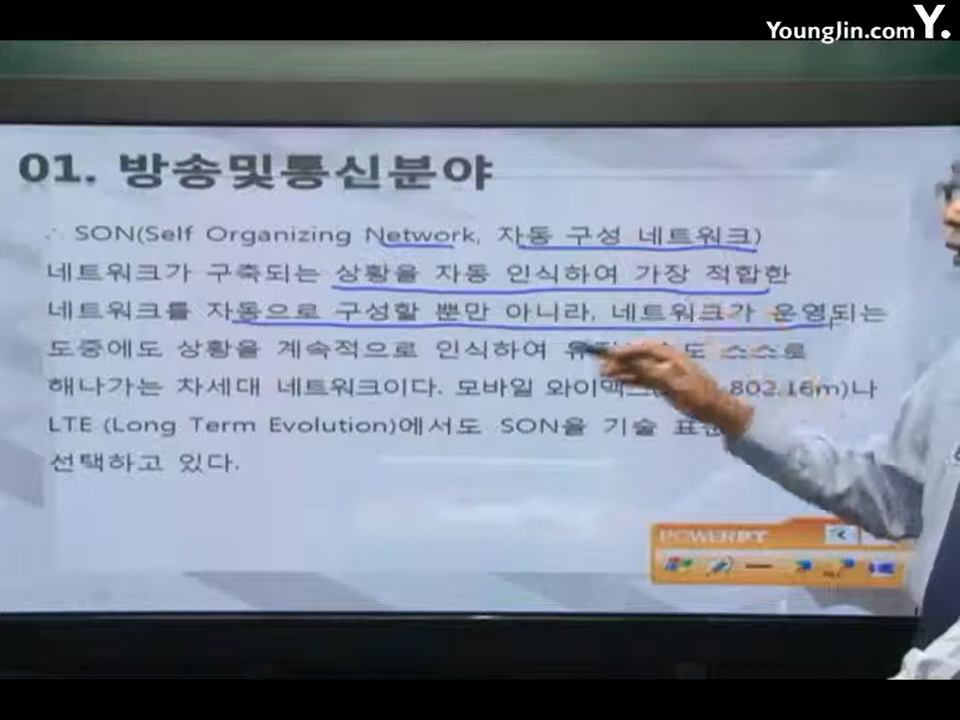 YoungJin.com Y.
01. 방송및통신분야
∴ SON(Self Organizing Network, 자동 구성 네트워크)
네트워크가 구축되는 상황을 자동 인식하여 가장 적합한
네트워크를 자동으로 구성할 뿐만 아니라, 네트워크가 운영되는
도중에도 상황을 계속적으로 인식하여 스스로
해나가는 차세대 네트워크이다. 모바일 802.16m)나
LTE (Long Term Evolution)에서도 SON을 기술
선택하고 있다.
POWERPT